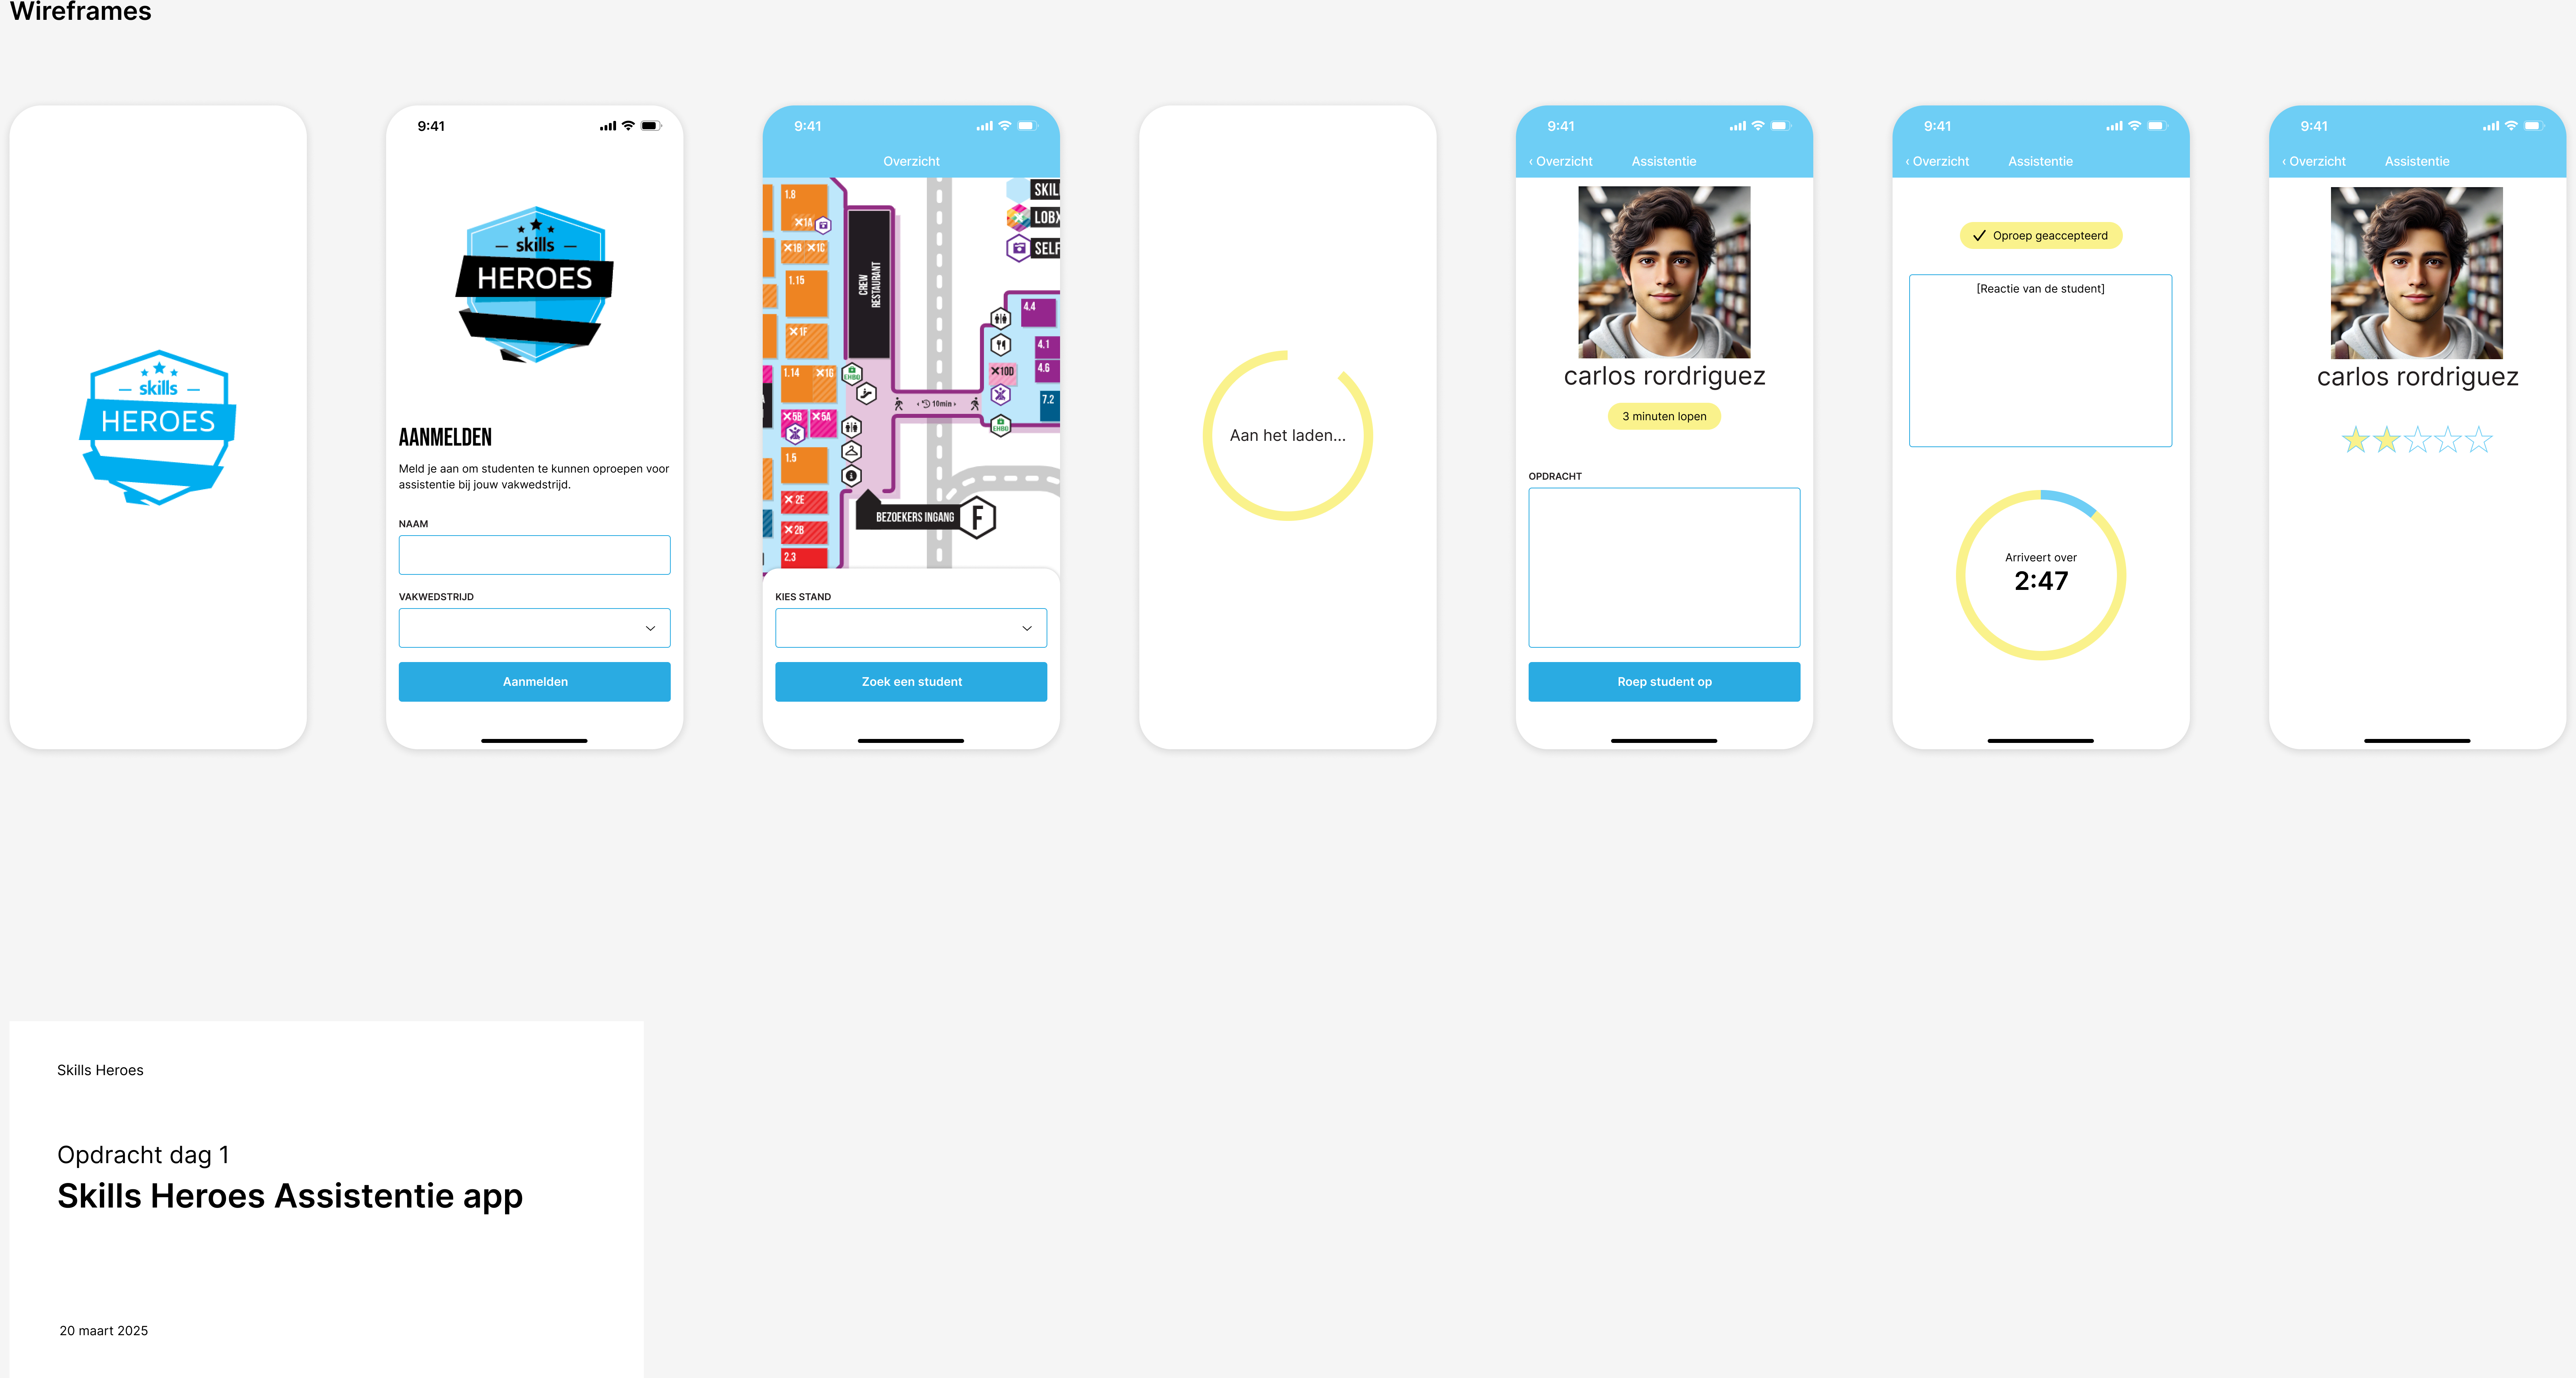 Wireframes
skills
HEROES
9:41
skills
HEROES
AANMELDEN
Meld je aan om studenten te kunnen oproepen voor
assistentie bij jouw vakwedstrijd.
NAAM
VAKWEDSTRIJD
Aanmelden
9:41
Overzicht
1.8
1A
1B
1C
1.15
1F
1.14
1G
5B
5A
1.5
2E
2B
2.3
CREW
RESTAURANT
SKIL
LOBX
SELF
4.4
4.1
4.6
10D
7.2
EHBO
10min
EHBO
BEZOEKERS INGANG
F
KIES STAND
Zoek een student
Aan het laden...
9:41
‹ Overzicht
Assistentie
carlos rordriguez
3 minuten lopen
OPDRACHT
Roep student op
9:41
‹ Overzicht
Assistentie
Oproep geaccepteerd
[Reactie van de student]
Arriveert over
2:47
9:41
‹ Overzicht
Assistentie
carlos rordriguez
Skills Heroes
Opdracht dag 1
Skills Heroes Assistentie app
20 maart 2025